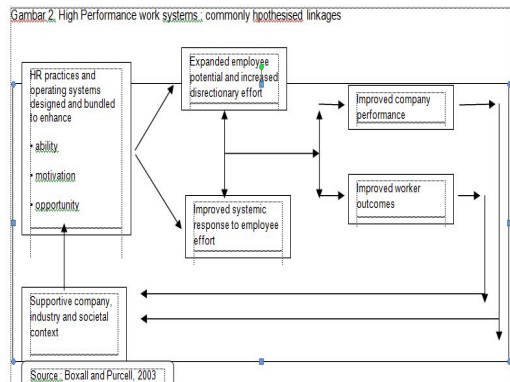 Gambar 2. High Performance work systems : commonly hpothesised linkages
HR practices and
operating systems
designed and bundled
to enhance
• ability
• motivation
• opportunity
Expanded employee
potential and increased
disrectionary effort
Improved systemic
response to employee
effort
Improved company
performance
Improved worker
outcomes
Supportive company,
industry and societal
context
Source : Boxall and Purcell, 2003